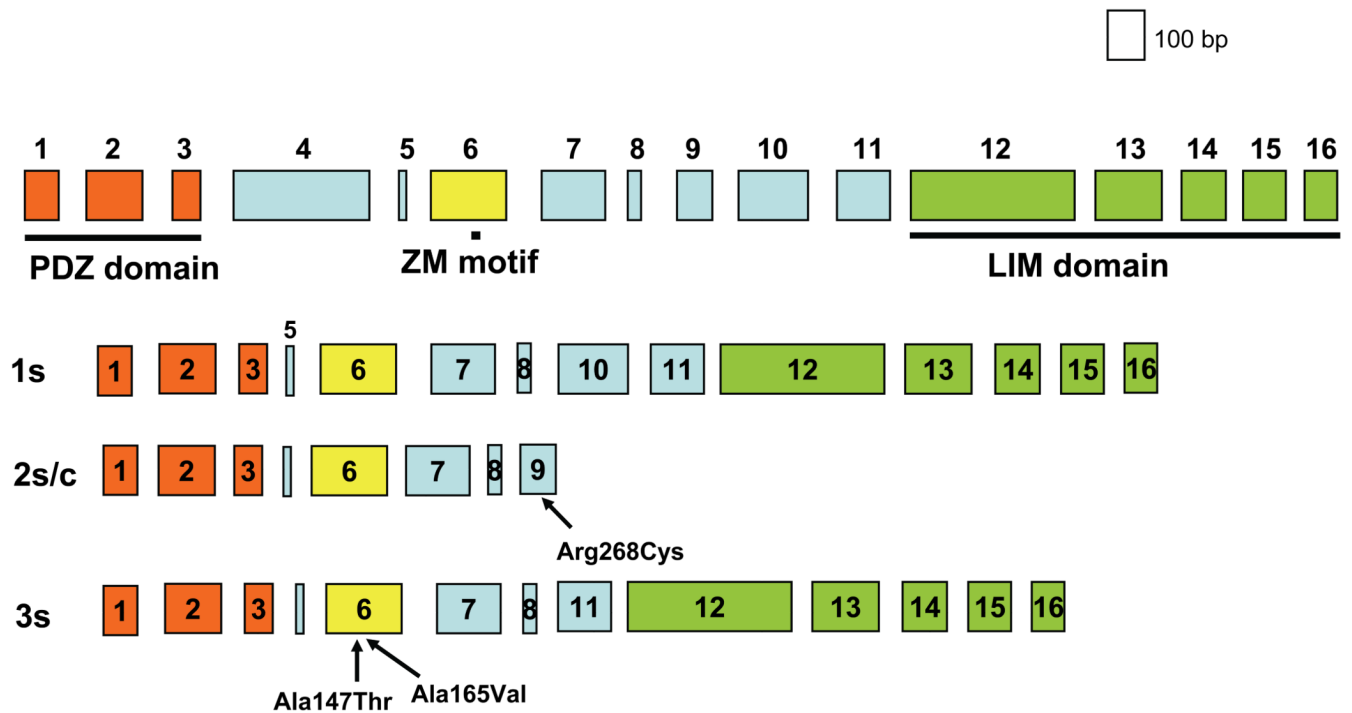 100 bp
1 2 3 4 5 6 7 8 9 10 11 12 13 14 15 16
PDZ domain ZM motif LIM domain
5
1s 1 2 3 6 7 8 10 11 12 13 14 15 16
2s/c 1 2 3 6 7 8 9
Arg268Cys
3s 1 2 3 6 7 8 11 12 13 14 15 16
Ala147Thr Ala165Val